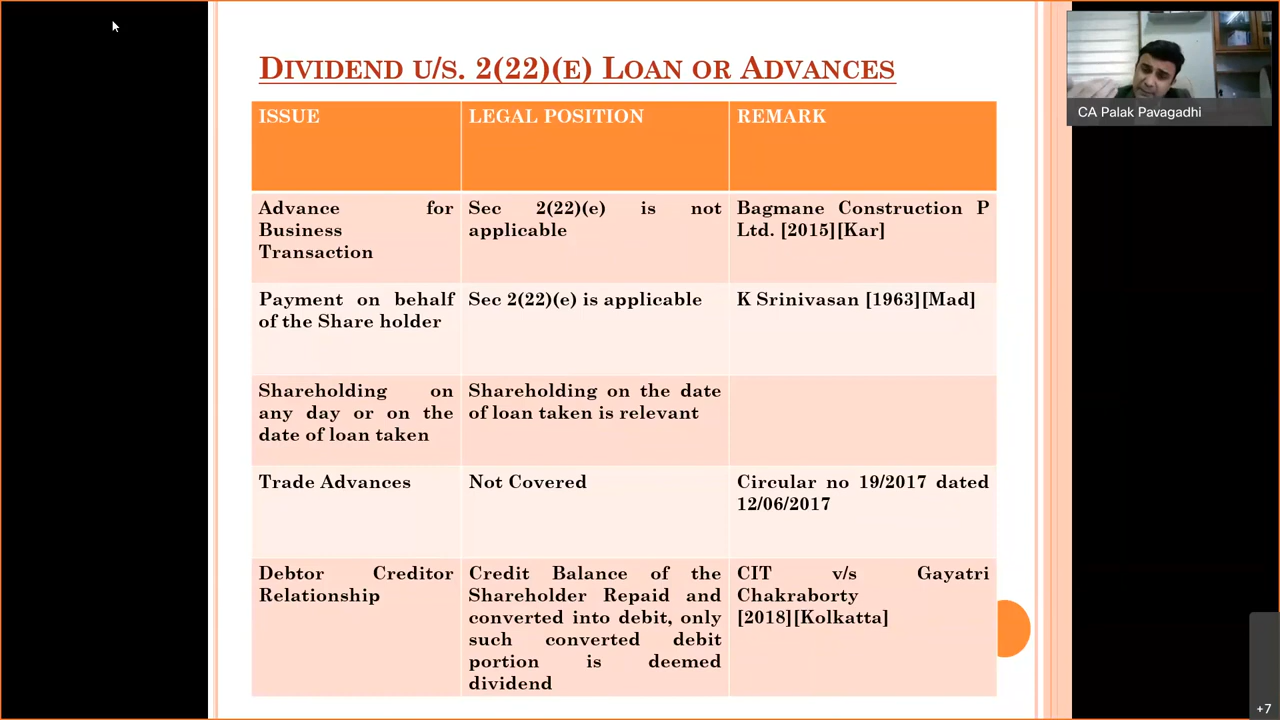 DIVIDEND U/S. 2(22)(E) LOAN OR ADVANCES
CA Palak Pavagadhi
ISSUE
LEGAL POSITION
REMARK
Advance for
Business
Transaction
Sec 2(22)(e) is not
applicable
Bagmane Construction P
Ltd. [2015][Kar]
Payment on behalf
of the Share holder
Sec 2(22)(e) is applicable
K Srinivasan [1963][Mad]
Shareholding on
any day or on the
date of loan taken
Shareholding on the date
of loan taken is relevant
Trade Advances
Not Covered
Circular no 19/2017 dated
12/06/2017
Debtor Creditor
Relationship
Credit Balance of the
Shareholder Repaid and
converted into debit, only
such converted debit
portion is deemed
dividend
CIT v/s Gayatri
Chakraborty
[2018][Kolkatta]
+7